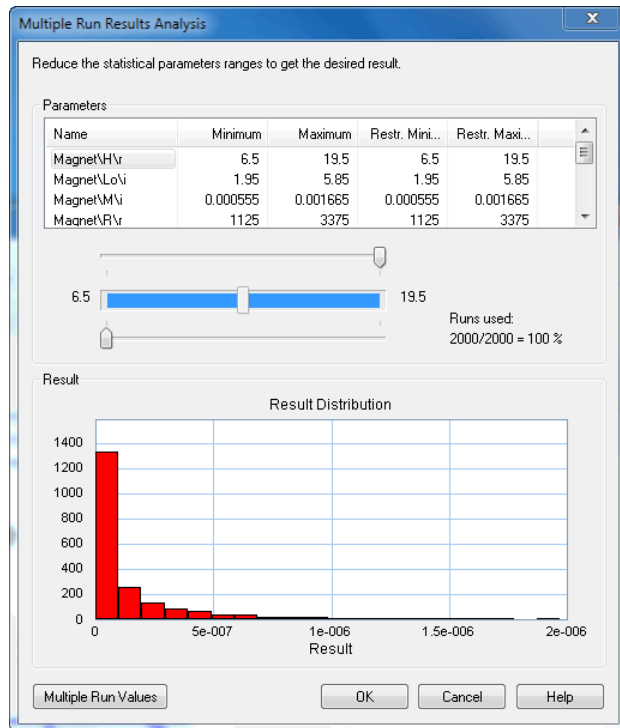 Multiple Run Results Analysis
x
Reduce the statistical parameters ranges to get the desired result.
Parameters
Name Minimum Maximum Restr. Mini... Restr. Maxi...
Magnet\H\r 6.5 19.5 6.5 19.5
Magnet\Lo\i 1.95 5.85 1.95 5.85
Magnet\M\i 0.000555 0.001665 0.000555 0.001665
Magnet\R\r 1125 3375 1125 3375
6.5 19.5
Runs used:
2000/2000 = 100 %
Result
Result Distribution
1400
1200
1000
800
600
400
200
0
0 5e-007 1e-006 1.5e-006 2e-006
Result
Multiple Run Values OK Cancel Help